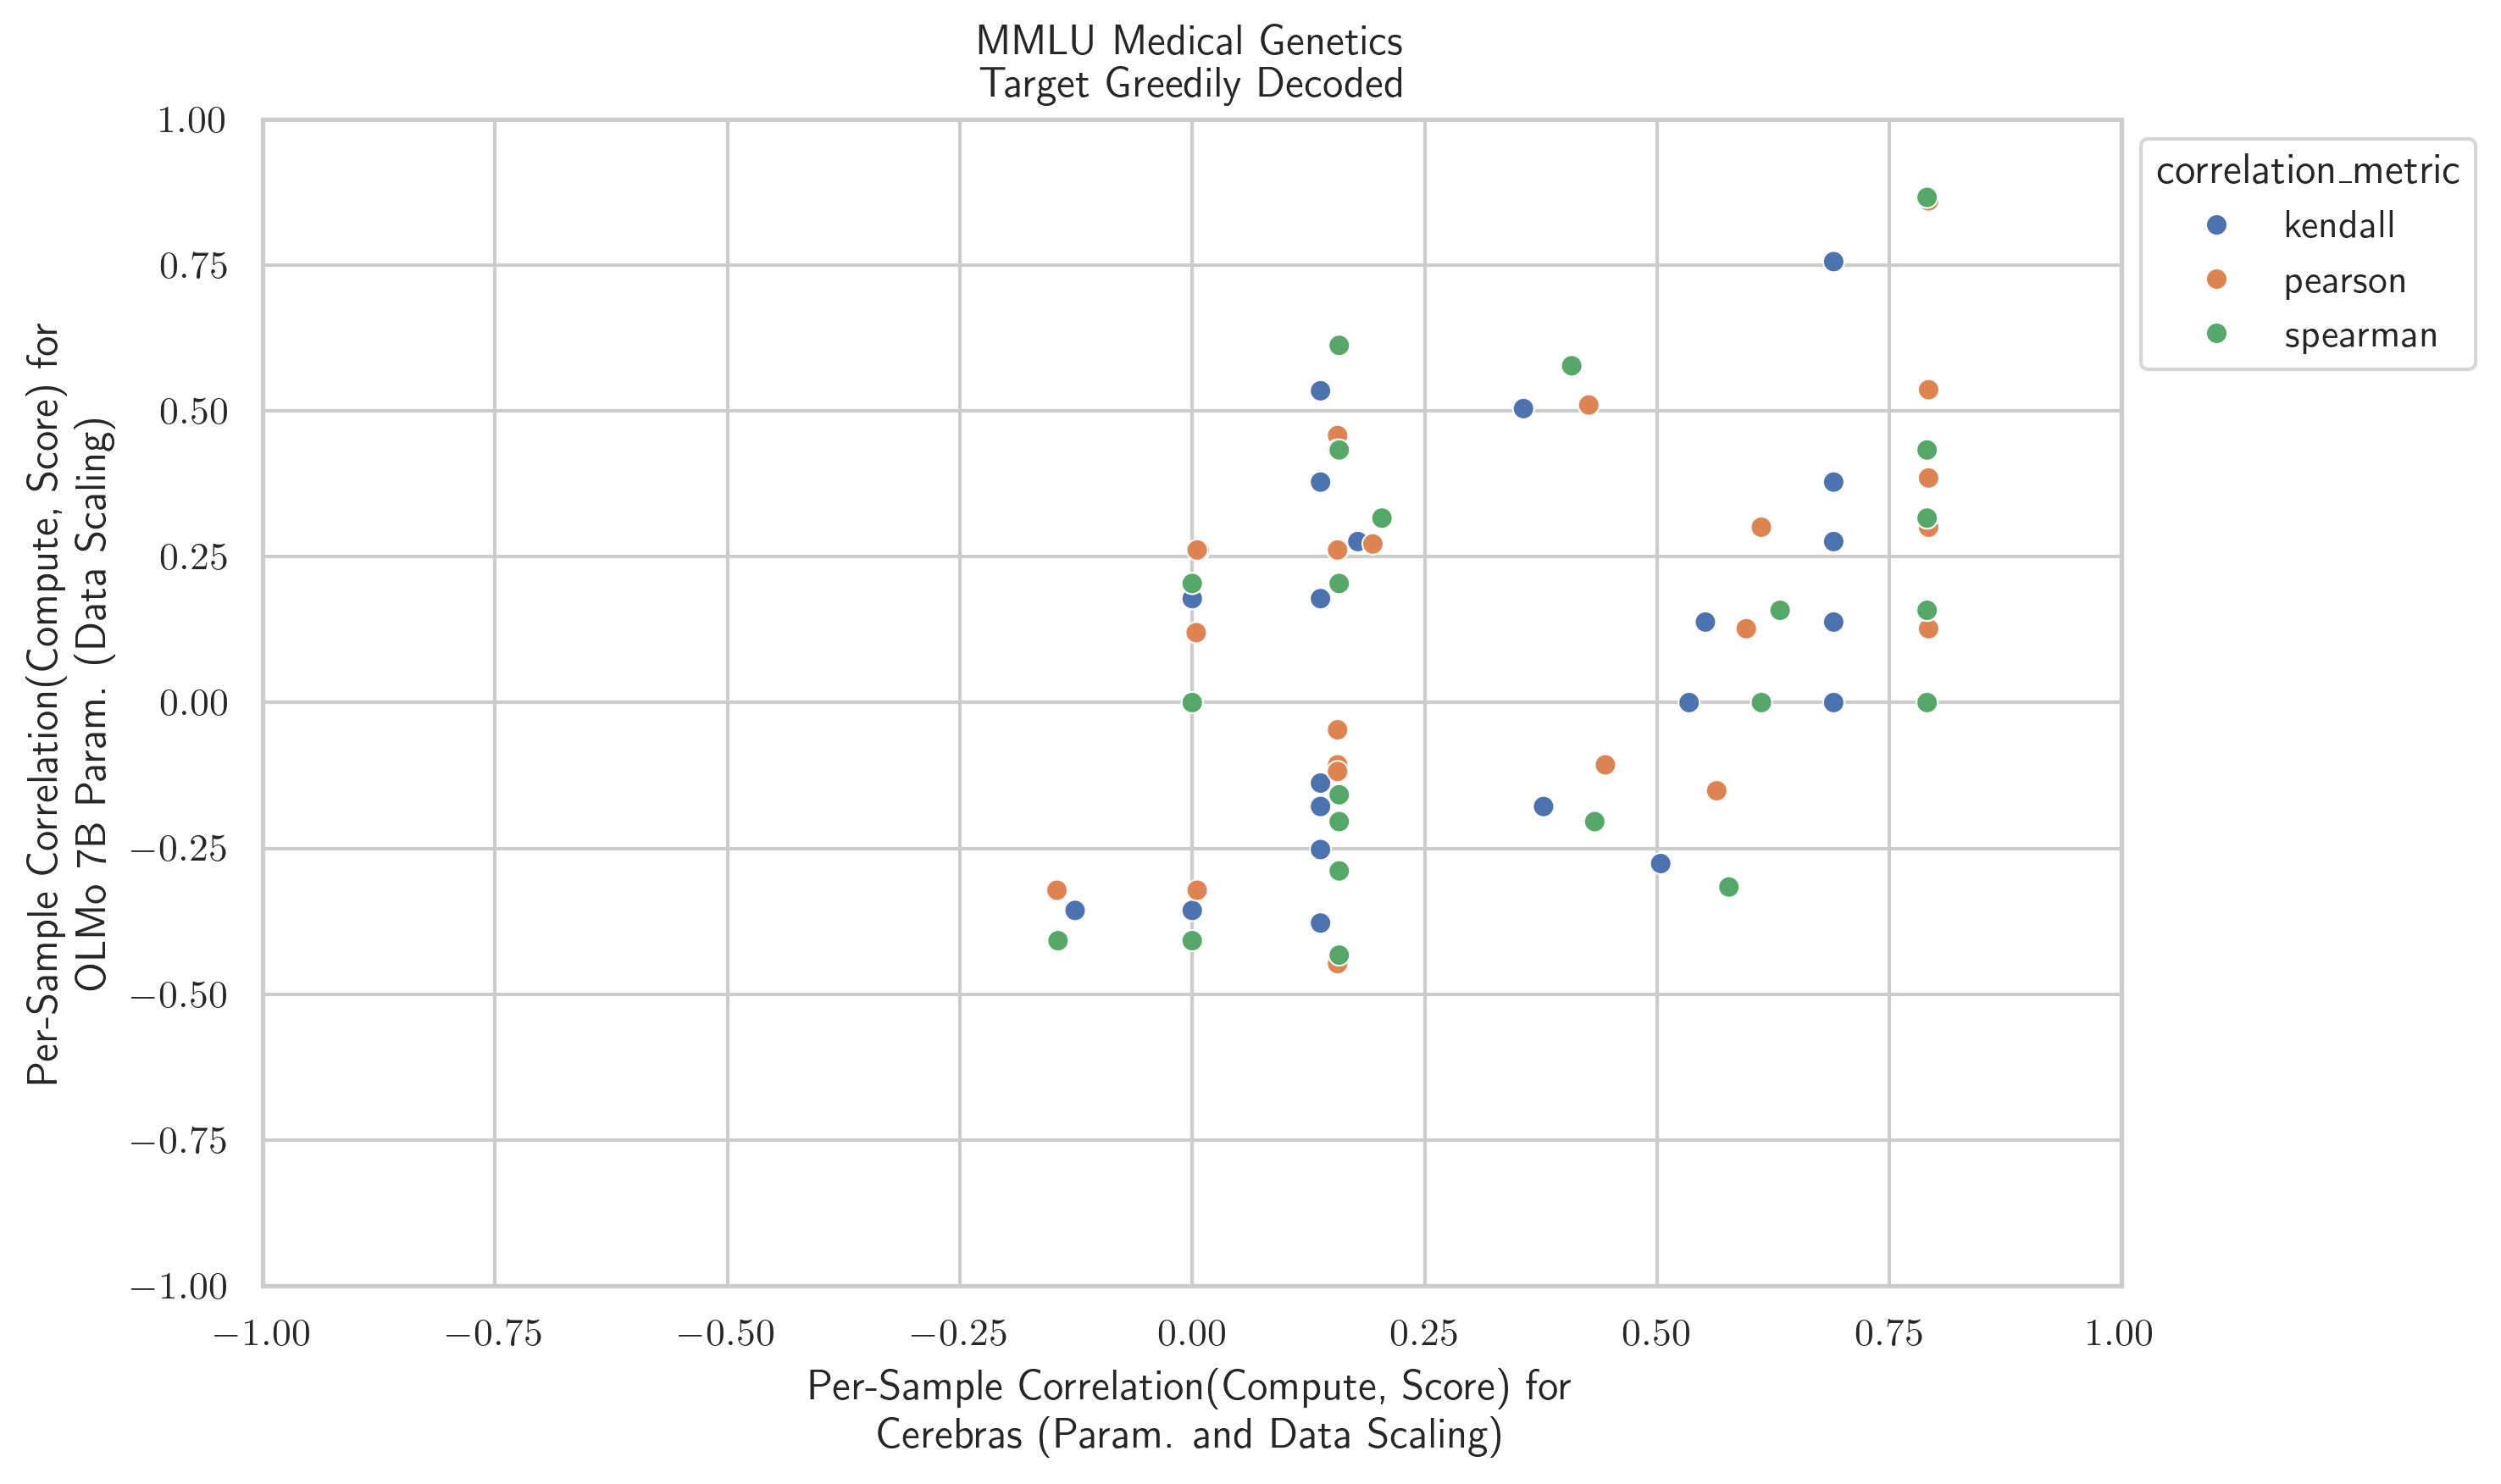 MMLU Medical Genetics
Target Greedily Decoded
Per-Sample Correlation(Compute, Score) for
OLMo 7B Param. (Data Scaling)
1.00
0.75
0.50
0.25
0.00
−0.25
−0.50
−0.75
−1.00
−1.00 −0.75 −0.50 −0.25 0.00 0.25 0.50 0.75 1.00
Per-Sample Correlation(Compute, Score) for
Cerebras (Param. and Data Scaling)
correlation_metric
kendall
pearson
spearman